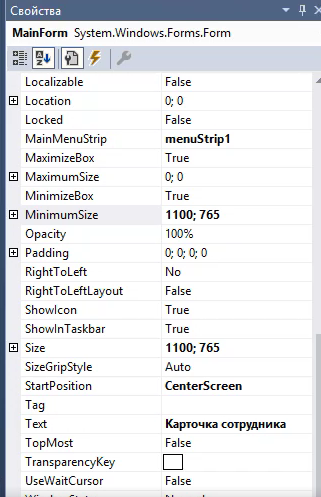 Свойства
MainForm System.Windows.Forms.Form
Localizable False
Location 0; 0
Locked False
MainMenuStrip menuStrip1
MaximizeBox True
MaximumSize 0; 0
MinimizeBox True
MinimumSize 1100; 765
Opacity 100%
Padding 0; 0; 0; 0
RightToLeft No
RightToLeftLayout False
ShowIcon True
ShowInTaskbar True
Size 1100; 765
SizeGripStyle Auto
StartPosition CenterScreen
Tag
Text Карточка сотрудника
TopMost False
TransparencyKey
UseWaitCursor False